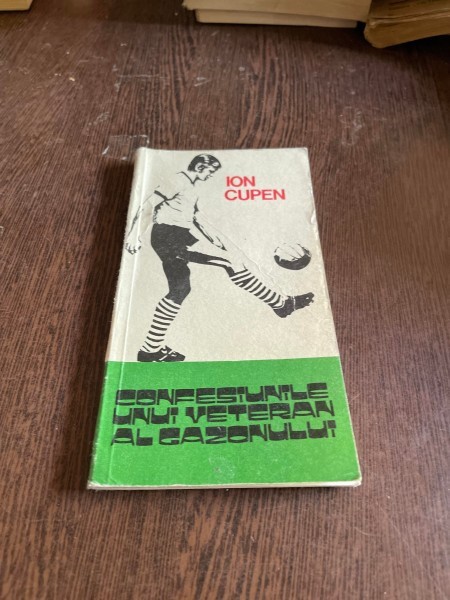 ION
CUPEN
CONFESIUNILE
UNUI VETERAN
AL GAZONULUI